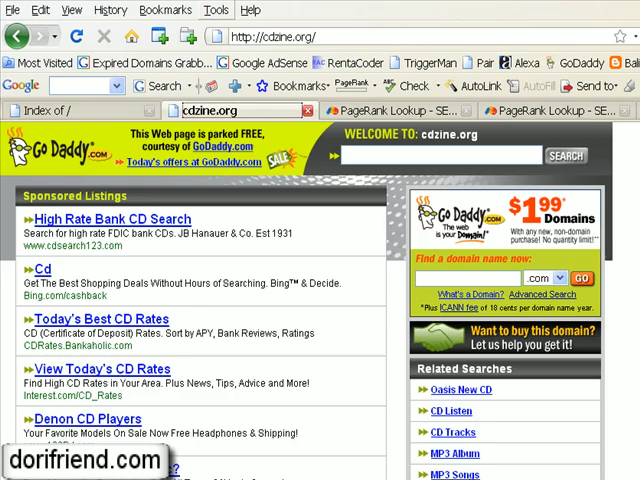 File Edit View History Bookmarks Tools Help
http://cdzine.org/
Most Visited Expired Domains Grabb... Google AdSense RentaCoder TriggerMan Pair Alexa GoDaddy Bali
Google Search Bookmarks PageRank Check AutoLink AutoFill Send to
Index of / cdzine.org PageRank Lookup - SE... PageRank Lookup - SEO...
Go Daddy.COM
This Web page is parked FREE,
courtesy of GoDaddy.com
Today's offers at GoDaddy.com SALE
WELCOME TO: cdzine.org
SEARCH
Sponsored Listings
High Rate Bank CD Search
Search for high rate FDIC bank CDs. JB Hanauer & Co. Est 1931
www.cdsearch123.com
Cd
Get The Best Shopping Deals Without Hours of Searching. Bing™ & Decide.
Bing.com/cashback
Today's Best CD Rates
CD (Certificate of Deposit) Rates. Sort by APY, Bank Reviews, Ratings
CDRates.Bankaholic.com
View Today's CD Rates
Find High CD Rates in Your Area. Plus News, Tips, Advice and More!
Interest.com/CD_Rates
Denon CD Players
Your Favorite Models On Sale Now Free Headphones & Shipping!
dorifriend.com
Go Daddy.COM
The web
is your Domain!
$1.99* Domains
With any new, non-domain
purchase! No quantity limit!**
Find a domain name now:
.com GO
What's a Domain? Advanced Search
*Plus ICANN fee of 18 cents per domain name year.
Want to buy this domain?
Let us help you get it!
Related Searches
Oasis New CD
CD Listen
CD Tracks
MP3 Album
MP3 Songs